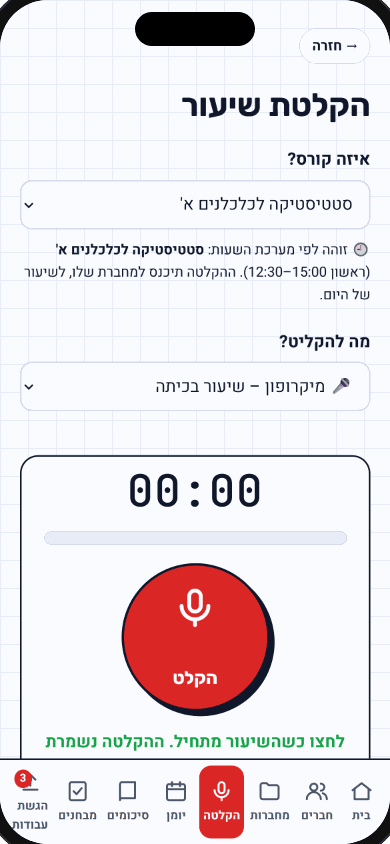 → חזרה
הקלטת שיעור
איזה קורס?
סטטיסטיקה לכלכלנים א'
🕘 זוהה לפי מערכת השעות: סטטיסטיקה לכלכלנים א'
(ראשון 12:30–15:00). ההקלטה תיכנס למחברת שלו, לשיעור
של היום.
מה להקליט?
🎤 מיקרופון – שיעור בכיתה
00:00
הקלט
לחצו כשהשיעור מתחיל. ההקלטה נשמרת
בית
חברים
מחברות
הקלטה
יומן
סיכומים
מבחנים
3
הגשת
עבודות